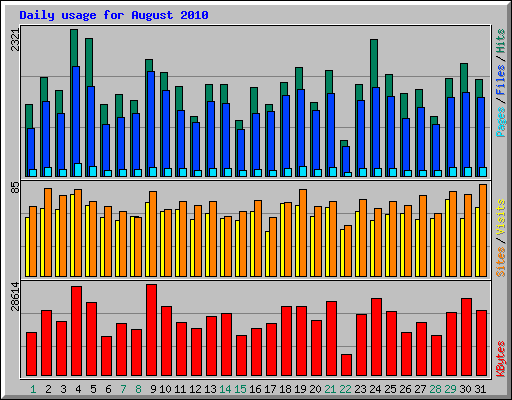 Daily usage for August 2010
2321
Pages / Files / Hits
85
Sites / Visits
28614
KBytes
1 2 3 4 5 6 7 8 9 10 11 12 13 14 15 16 17 18 19 20 21 22 23 24 25 26 27 28 29 30 31